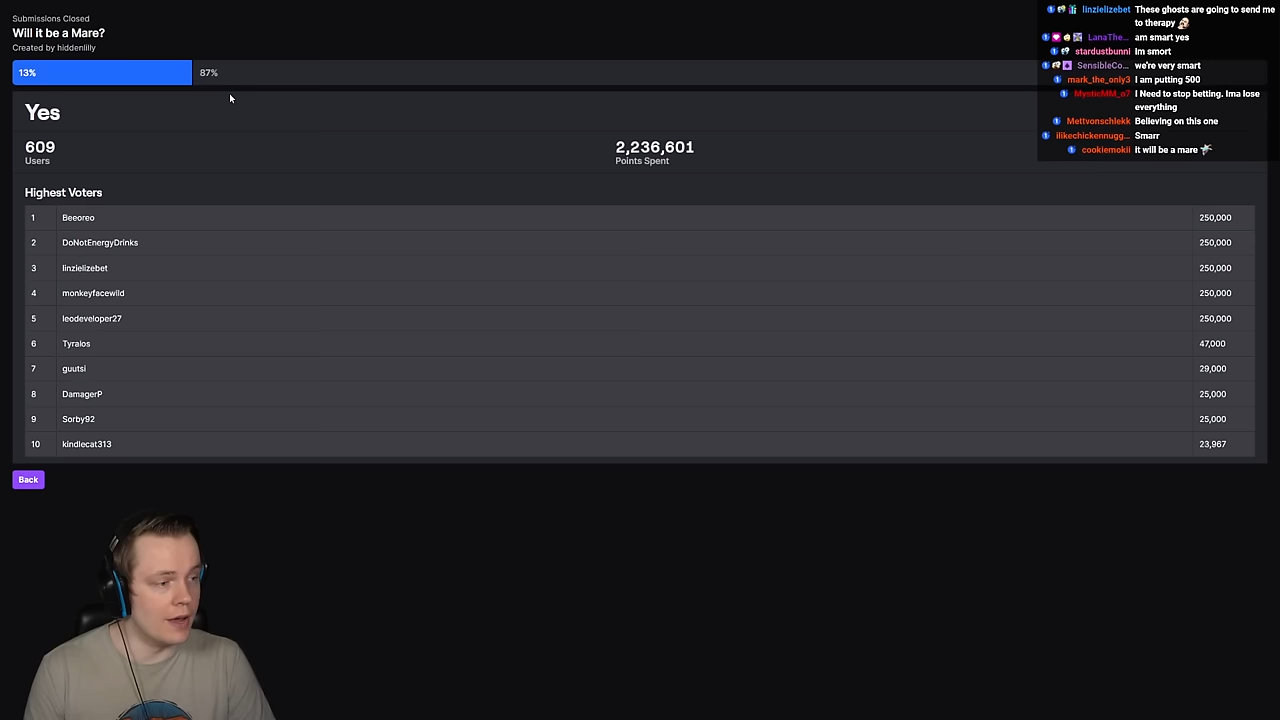 Submissions Closed
Will it be a Mare?
Created by hiddenlilly
13%
87%
Yes
609
Users
2,236,601
Points Spent
Highest Voters
1 Beeoreo 250,000
2 DoNotEnergyDrinks 250,000
3 linzielizebet 250,000
4 monkeyfacewild 250,000
5 leodeveloper27 250,000
6 Tyralos 47,000
7 guutsi 29,000
8 DamagerP 25,000
9 Sorby92 25,000
10 kindlecat313 23,967
Back
linzielizebet These ghosts are going to send me
to therapy
LanaThe... am smart yes
stardustbunni Im smort
SensibleCo... we're very smart
mark_the_only3 I am putting 500
MysticMM_o7 I Need to stop betting. Ima lose
everything
Mettvonschlekk Believing on this one
ilikechickennugg... Smarr
cookiemokii It will be a mare